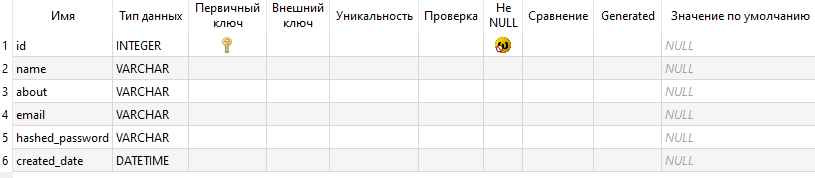 Имя Тип данных Первичный ключ Внешний ключ Уникальность Проверка Не NULL Сравнение Generated Значение по умолчанию
1 id INTEGER NULL
2 name VARCHAR NULL
3 about VARCHAR NULL
4 email VARCHAR NULL
5 hashed_password VARCHAR NULL
6 created_date DATETIME NULL